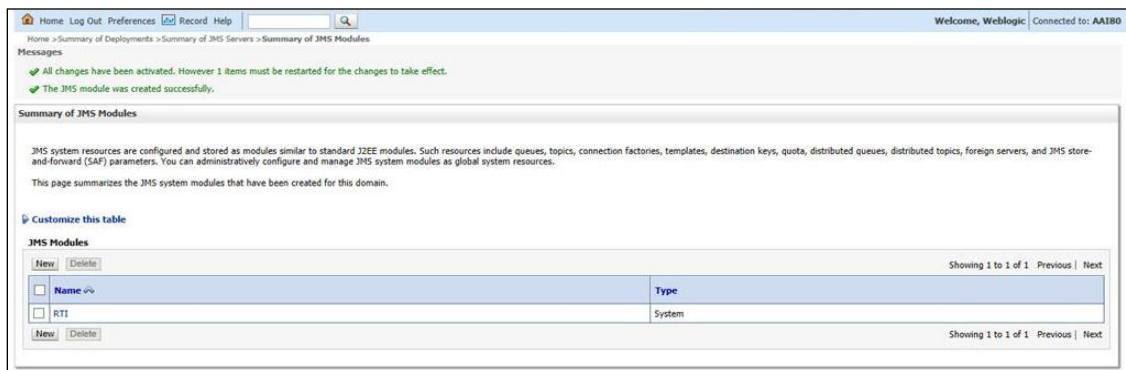 Home Log Out Preferences Record Help Welcome, Weblogic Connected to: AAI80
Home >Summary of Deployments >Summary of JMS Servers >Summary of JMS Modules
Messages
All changes have been activated. However 1 items must be restarted for the changes to take effect.
The JMS module was created successfully.
Summary of JMS Modules
JMS system resources are configured and stored as modules similar to standard J2EE modules. Such resources include queues, topics, connection factories, templates, destination keys, quota, distributed queues, distributed topics, foreign servers, and JMS store-
and-forward (SAF) parameters. You can administratively configure and manage JMS system modules as global system resources.
This page summarizes the JMS system modules that have been created for this domain.
Customize this table
JMS Modules
New Delete Showing 1 to 1 of 1 Previous | Next
Name Type
RTI System
New Delete Showing 1 to 1 of 1 Previous | Next